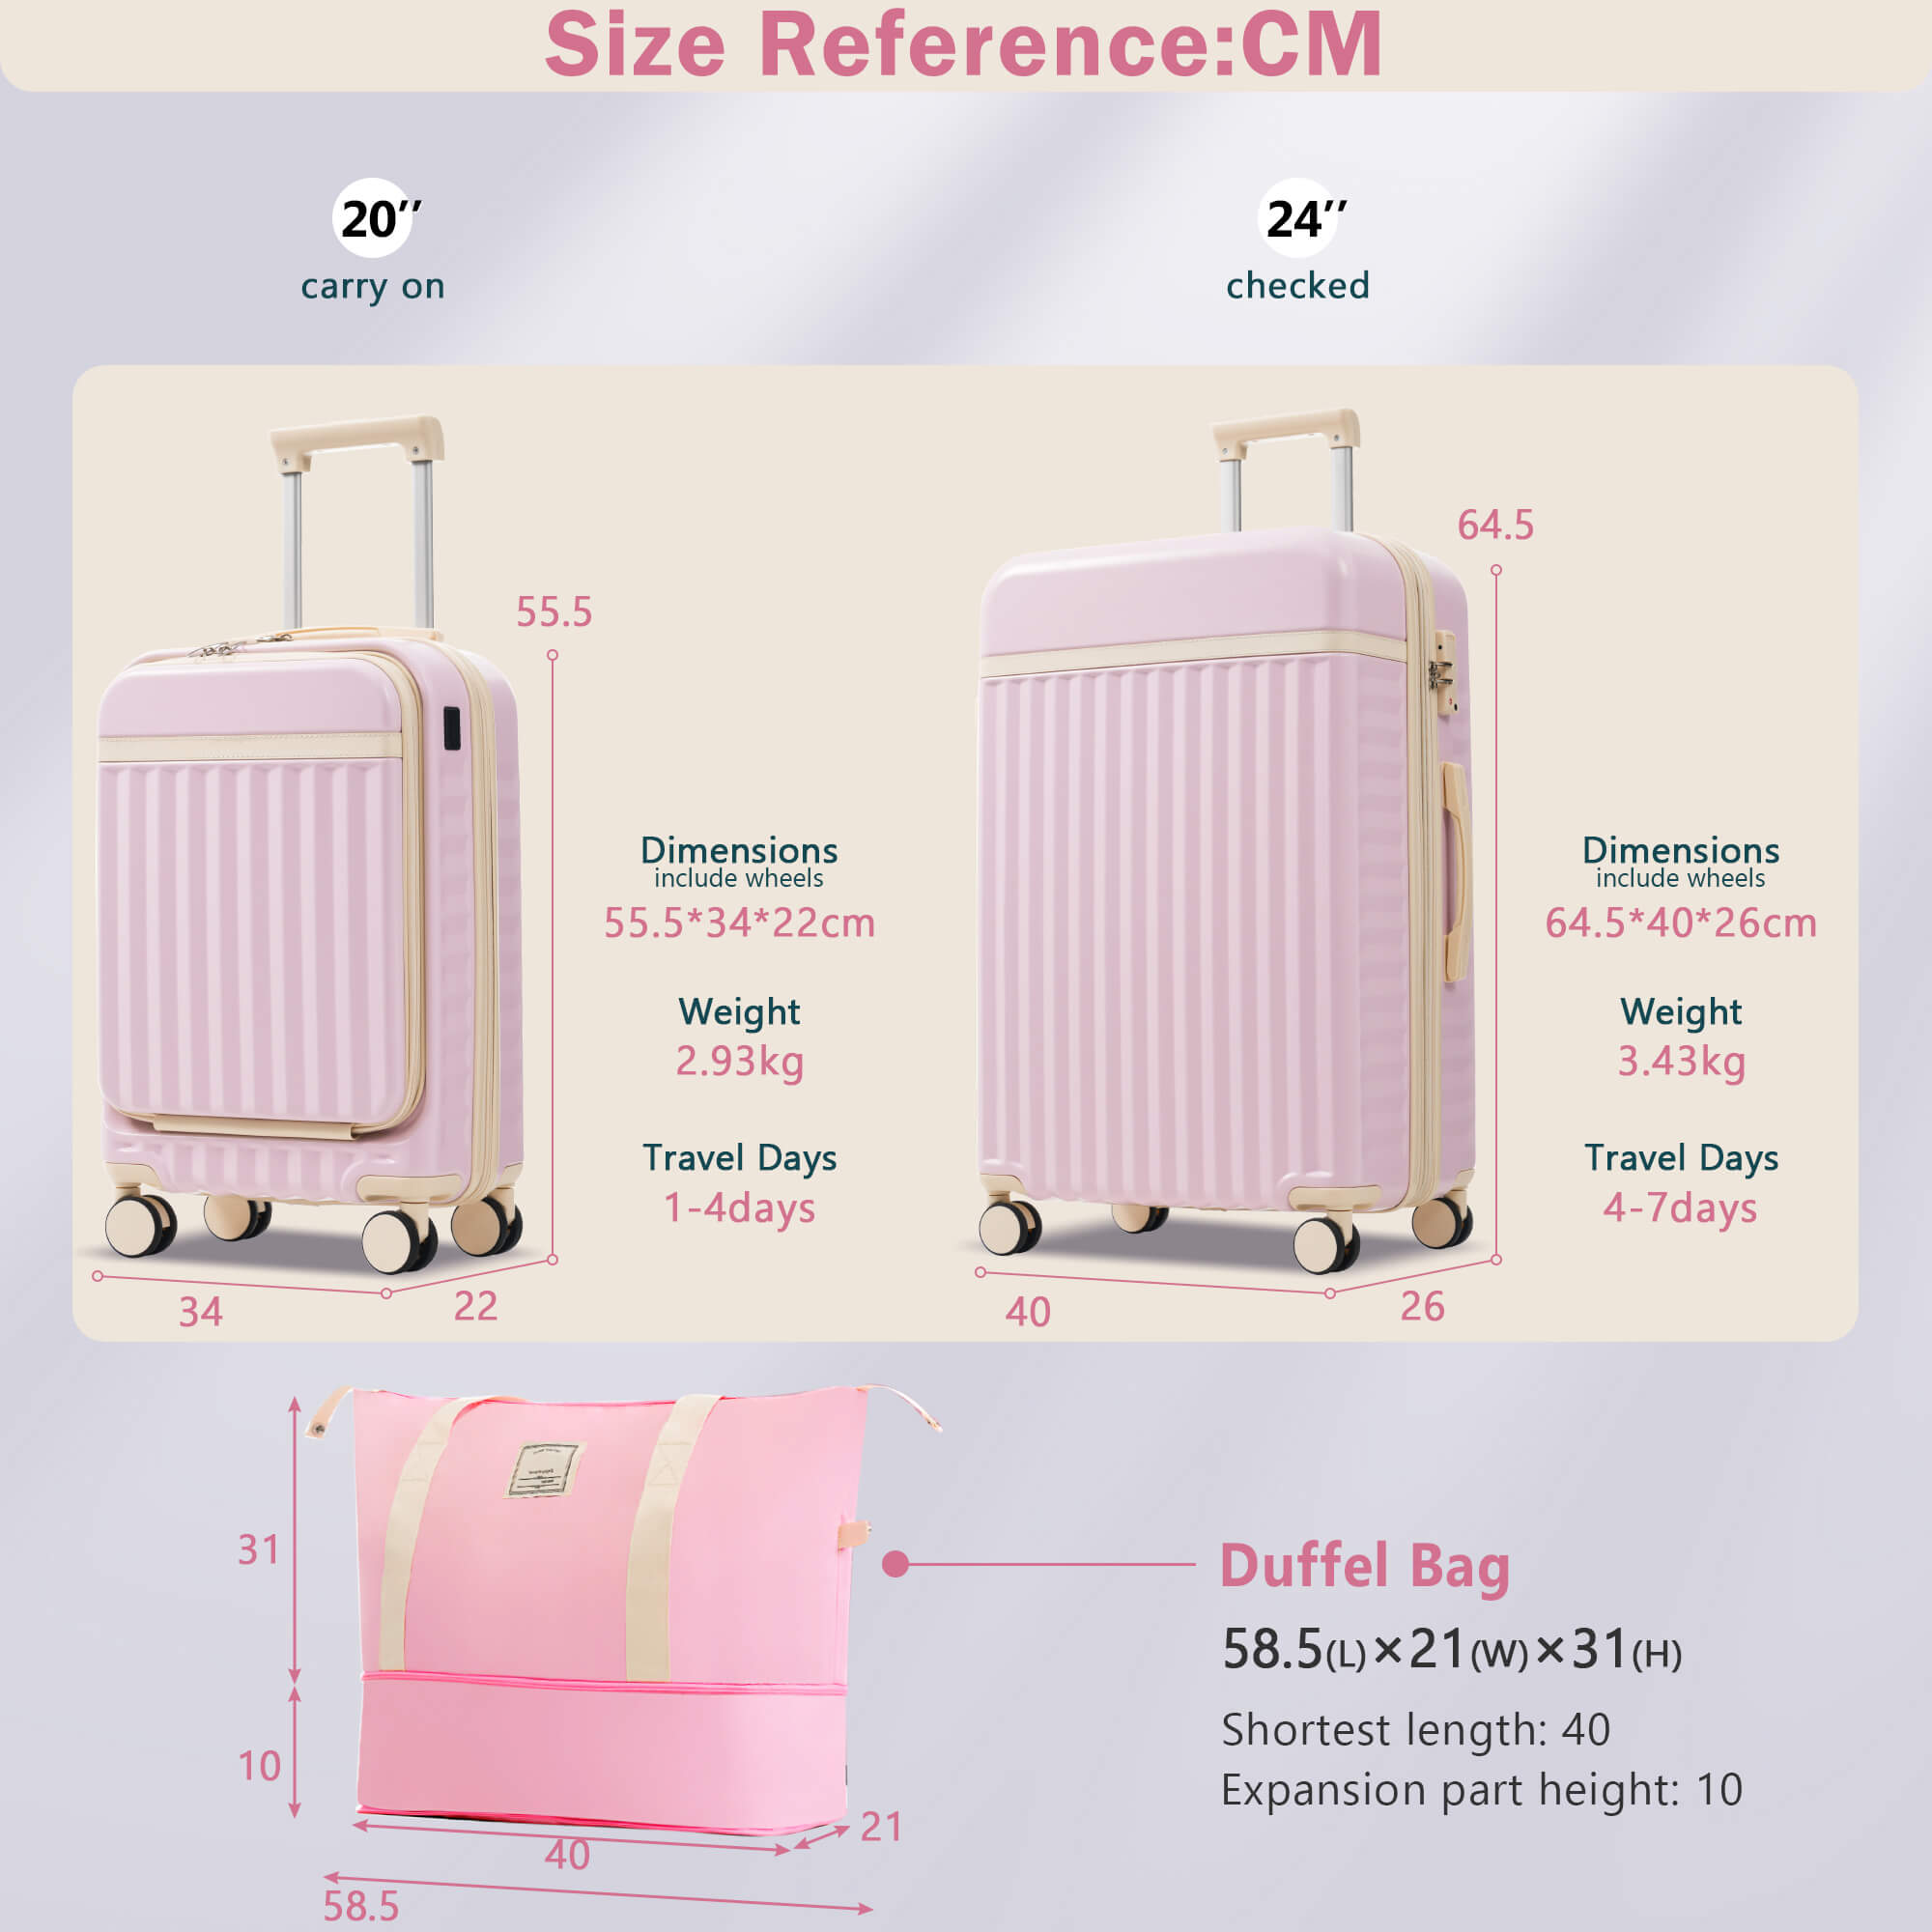 Size Reference:CM
20’’
carry on
24’’
checked
55.5
64.5
Dimensions
include wheels
55.5*34*22cm
Weight
2.93kg
Travel Days
1-4days
34
22
Dimensions
include wheels
64.5*40*26cm
Weight
3.43kg
Travel Days
4-7days
40
26
31
10
40
21
58.5
Duffel Bag
58.5(L)×21(W)×31(H)
Shortest length: 40
Expansion part height: 10